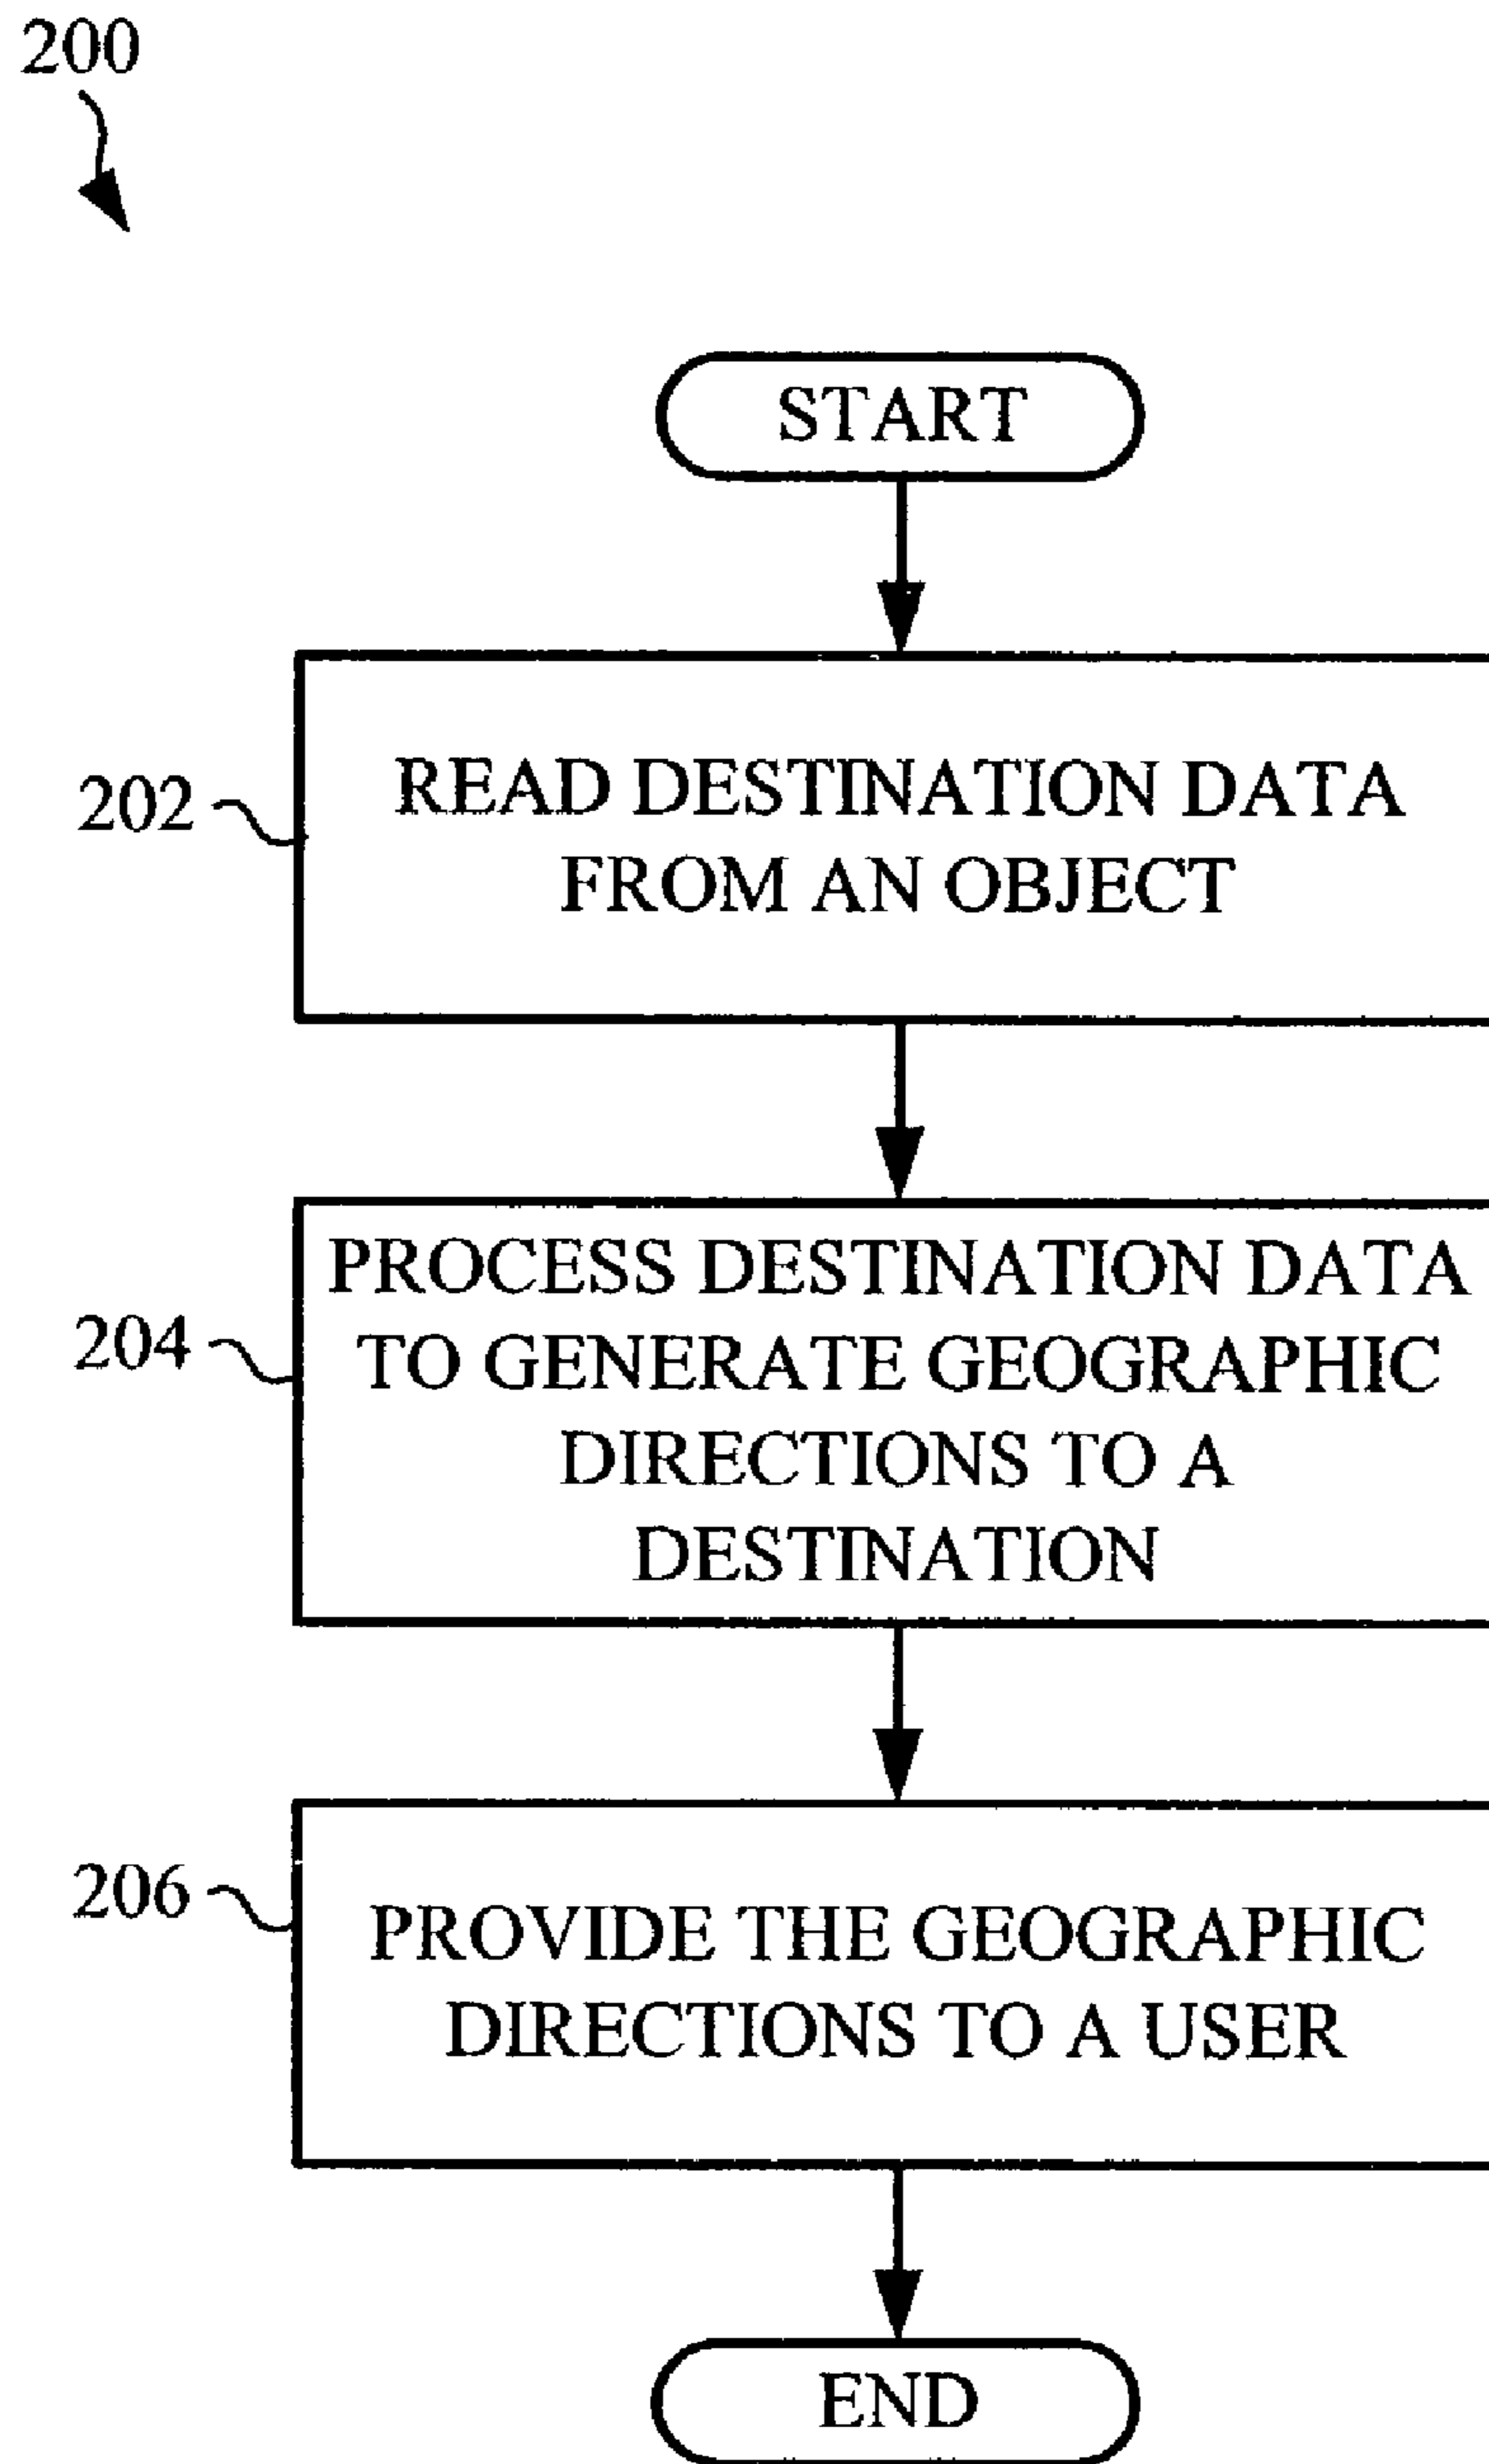 200
START
202
READ DESTINATION DATA
FROM AN OBJECT
204
PROCESS DESTINATION DATA
TO GENERATE GEOGRAPHIC
DIRECTIONS TO A
DESTINATION
206
PROVIDE THE GEOGRAPHIC
DIRECTIONS TO A USER
END